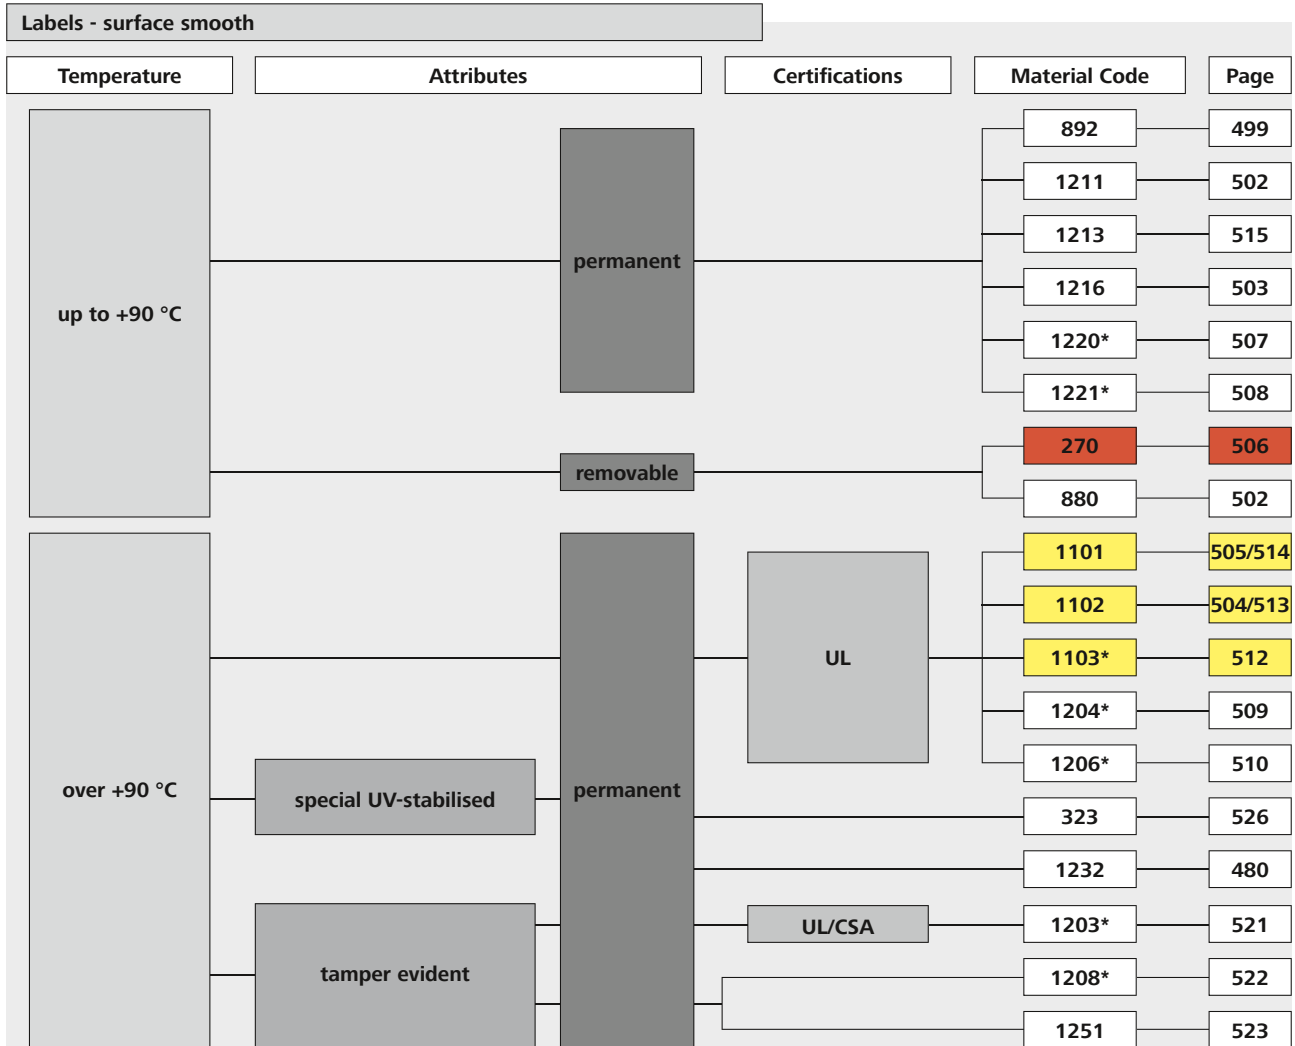 Labels - surface smooth
Temperature Attributes Certifications Material Code Page
892 499
1211 502
1213 515
permanent
1216 503
up to +90 °C
1220* 507
1221* 508
270 506
removable
880 502
1101 505/514
1102 504/513
UL
1103* 512
1204* 509
1206* 510
over +90 °C
special UV-stabilised
permanent
323 526
1232 480
UL/CSA
1203* 521
tamper evident
1208* 522
1251 523